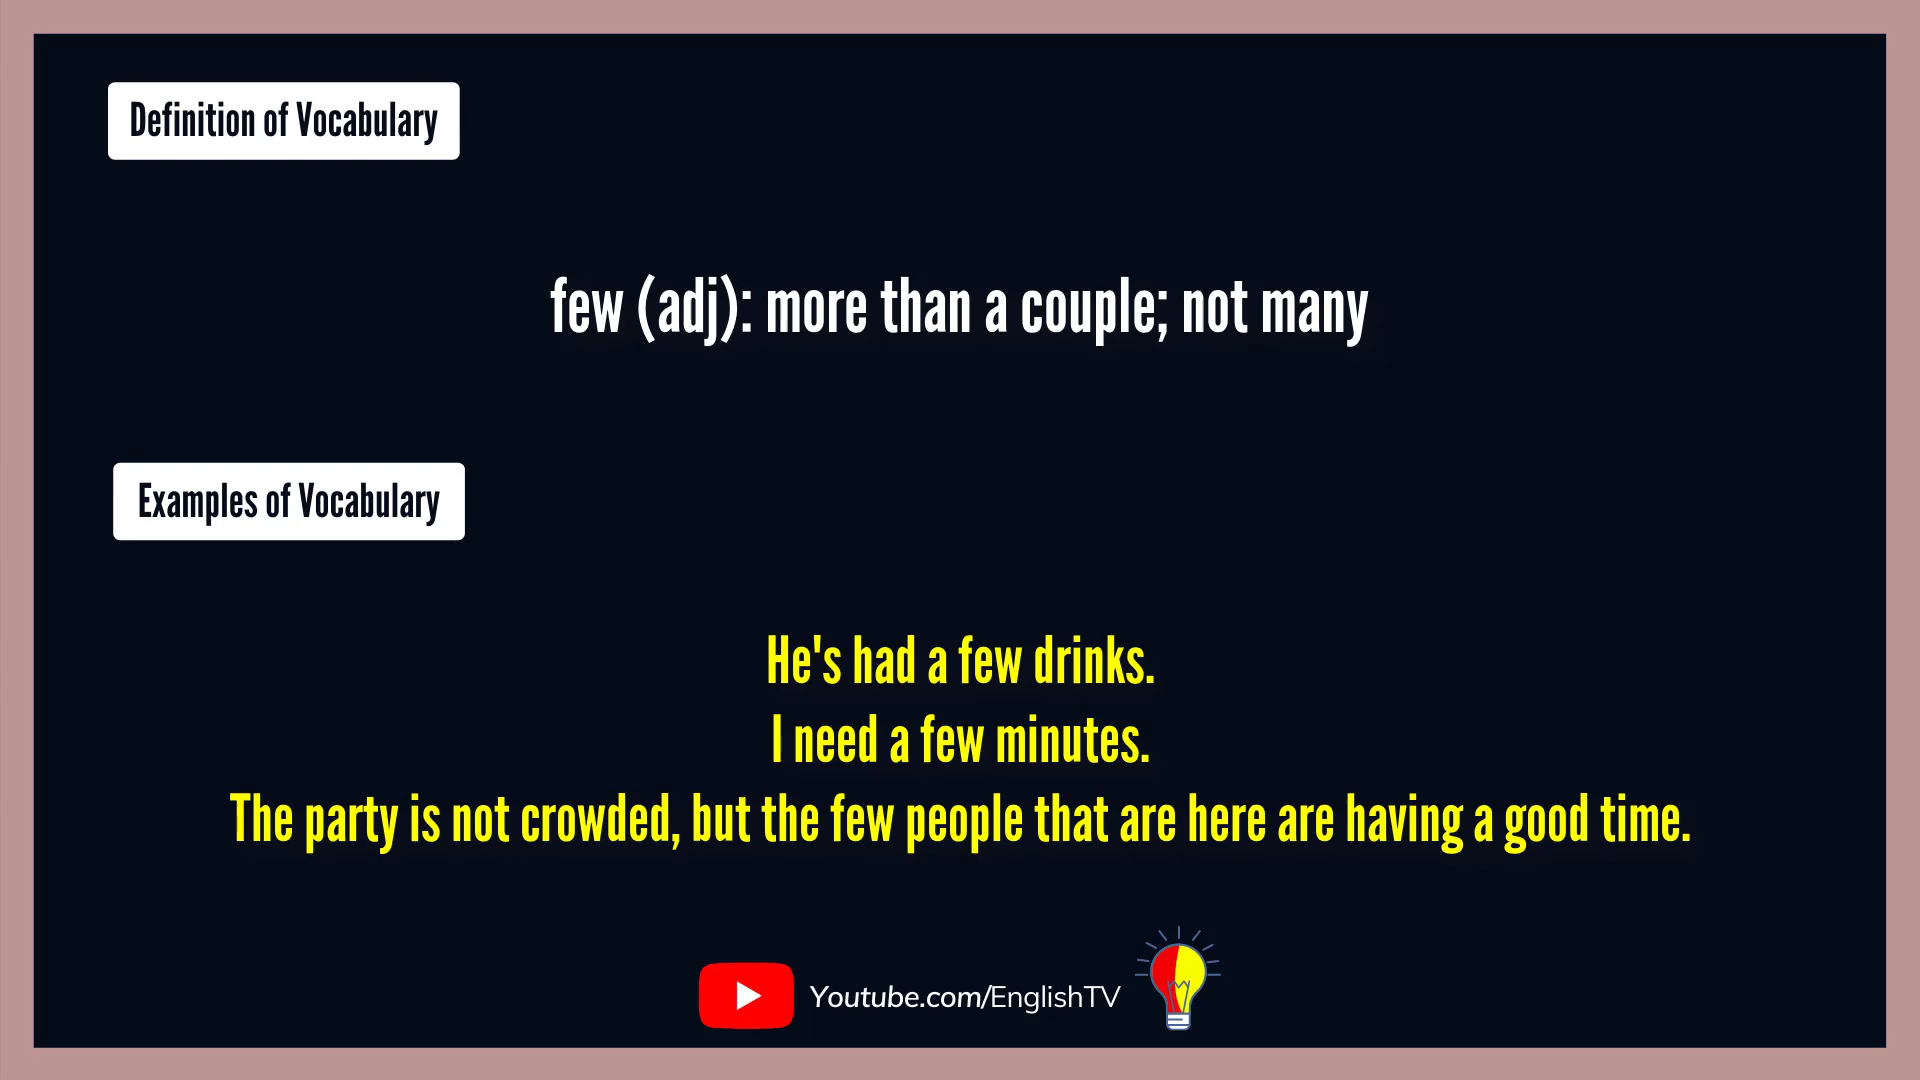 Definition of Vocabulary
few (adj): more than a couple; not many
Examples of Vocabulary
He's had a few drinks.
I need a few minutes.
The party is not crowded, but the few people that are here are having a good time.
Youtube.com/EnglishTV